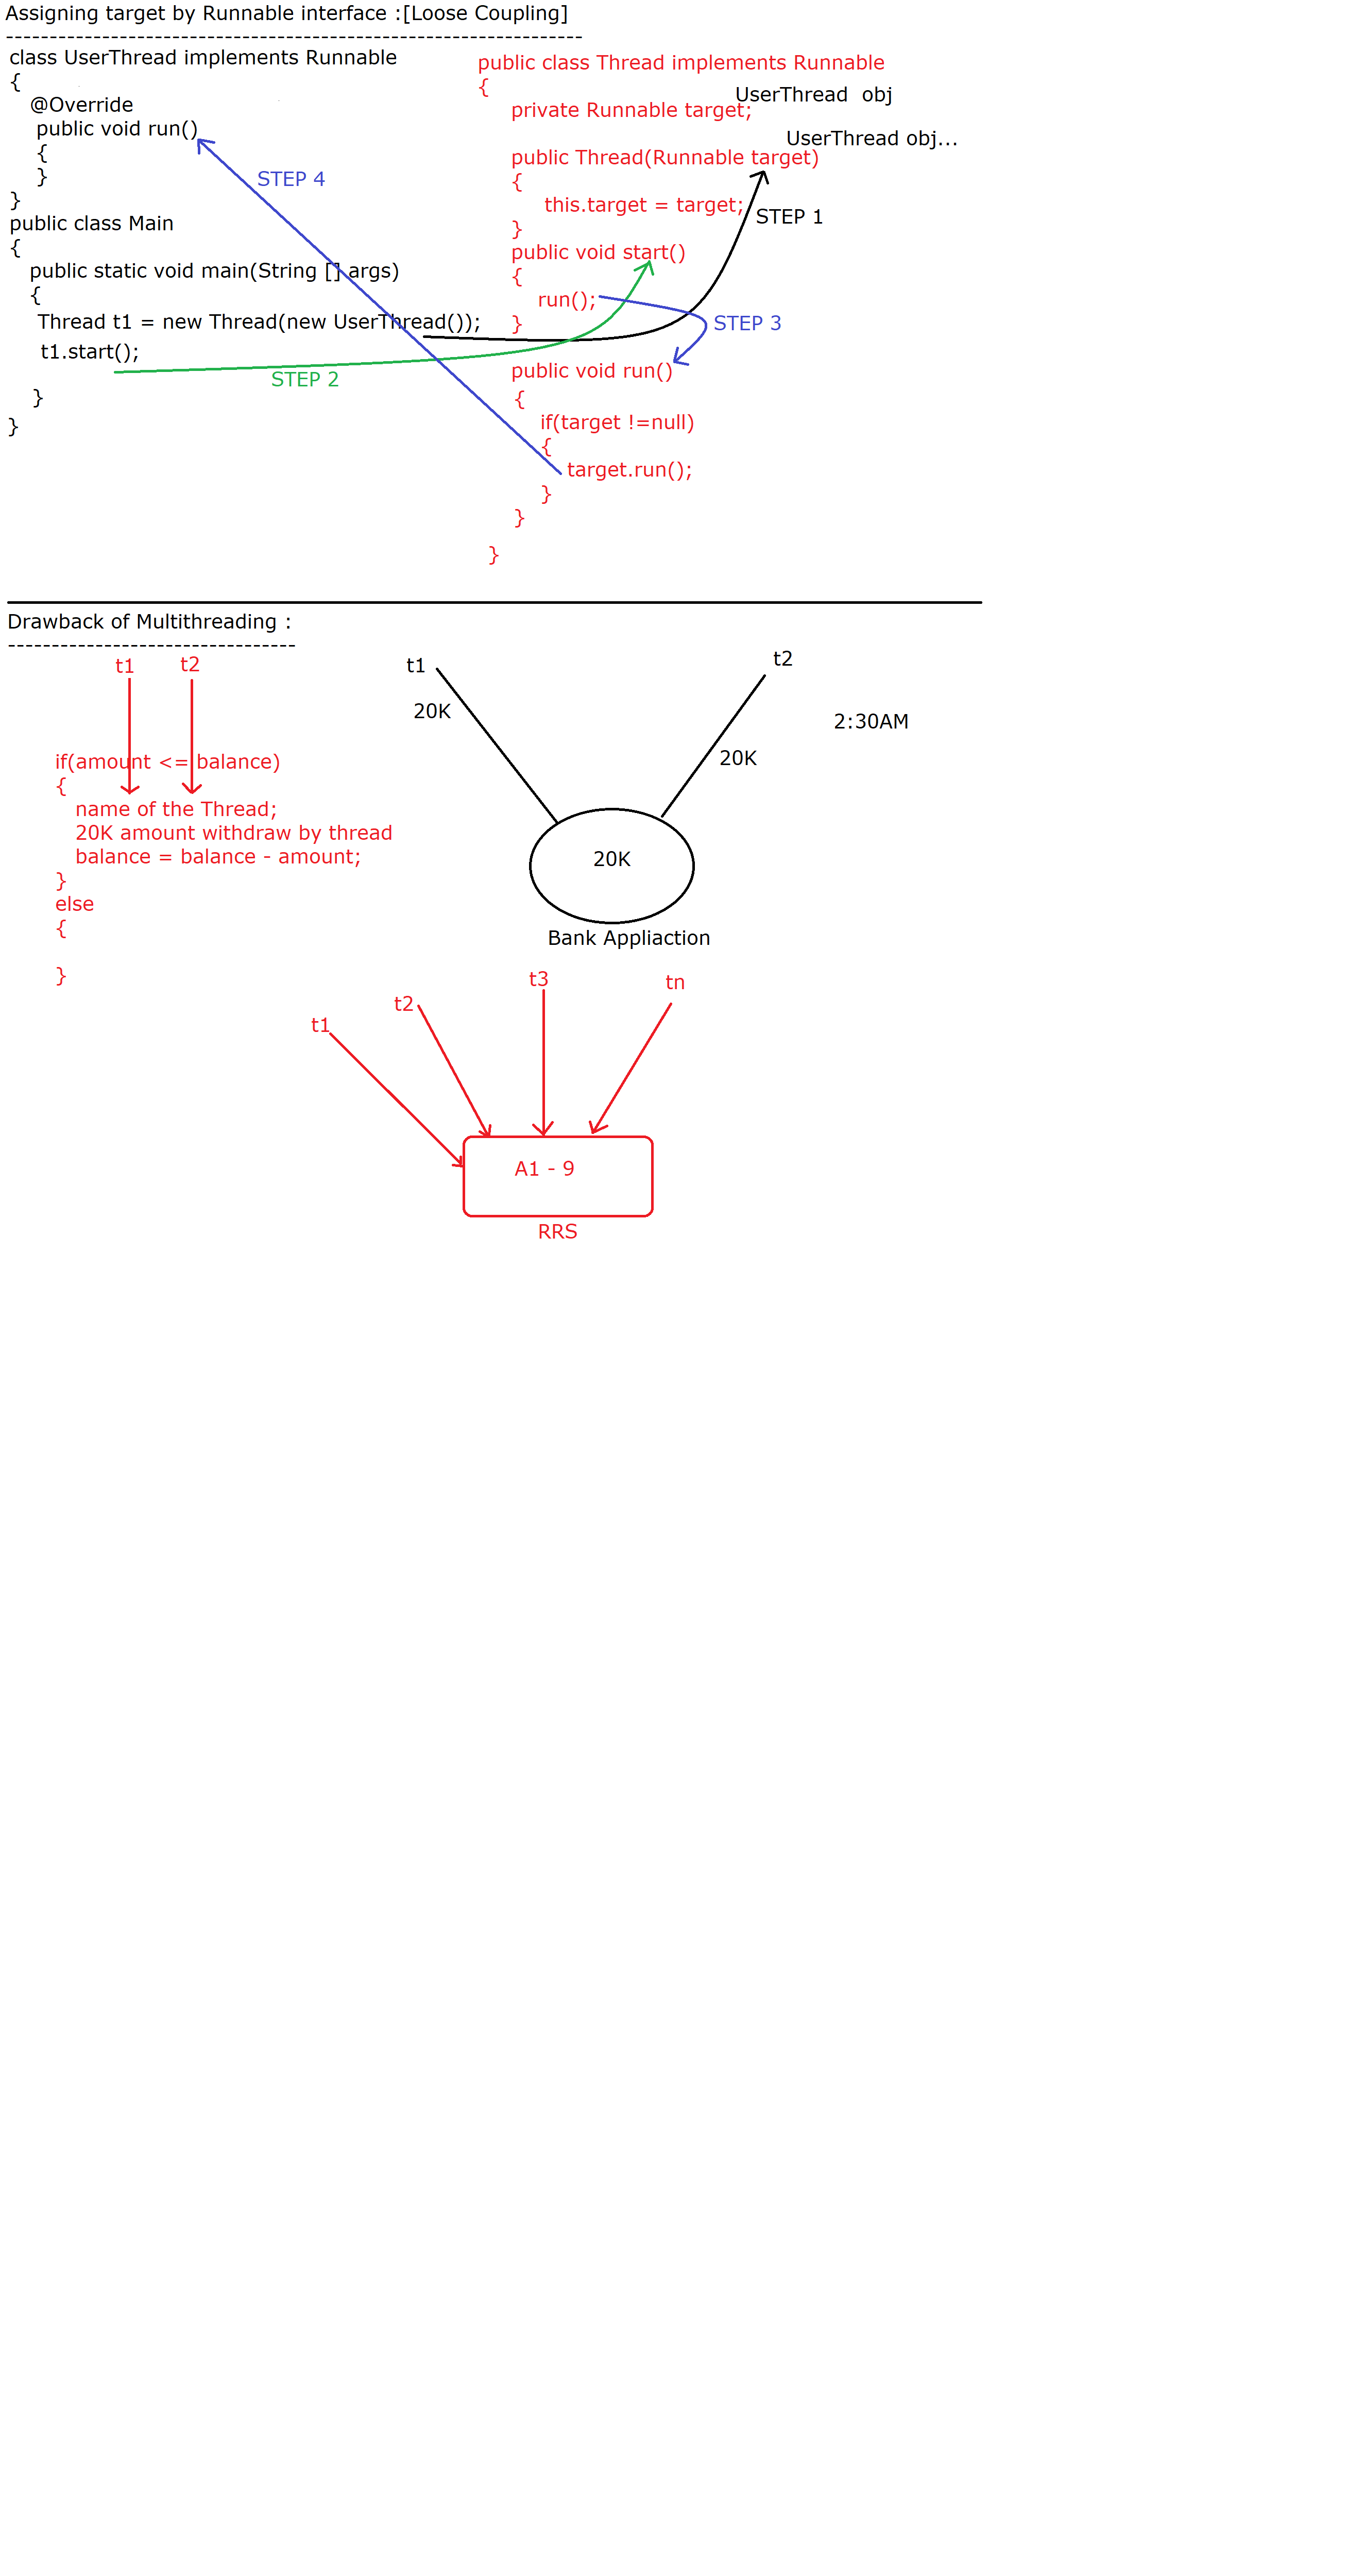 Assigning target by Runnable interface :[Loose Coupling]
------------------------------------------------------------------
class UserThread implements Runnable
{
@Override
public void run()
{
}
}
public class Main
{
public static void main(String [] args)
{
Thread t1 = new Thread(new UserThread());
t1.start();
}
}
STEP 4
STEP 2
public class Thread implements Runnable
{
UserThread  obj
private Runnable target;
UserThread obj...
public Thread(Runnable target)
{
this.target = target;
STEP 1
}
public void start()
{
run();
}
STEP 3
public void run()
{
if(target !=null)
{
target.run();
}
}
}
Drawback of Multithreading :
---------------------------------
t1
t2
if(amount <= balance)
{
name of the Thread;
20K amount withdraw by thread
balance = balance - amount;
}
else
{
}
t1
t2
20K
2:30AM
20K
20K
Bank Appliaction
t1
t2
t3
tn
A1 - 9
RRS